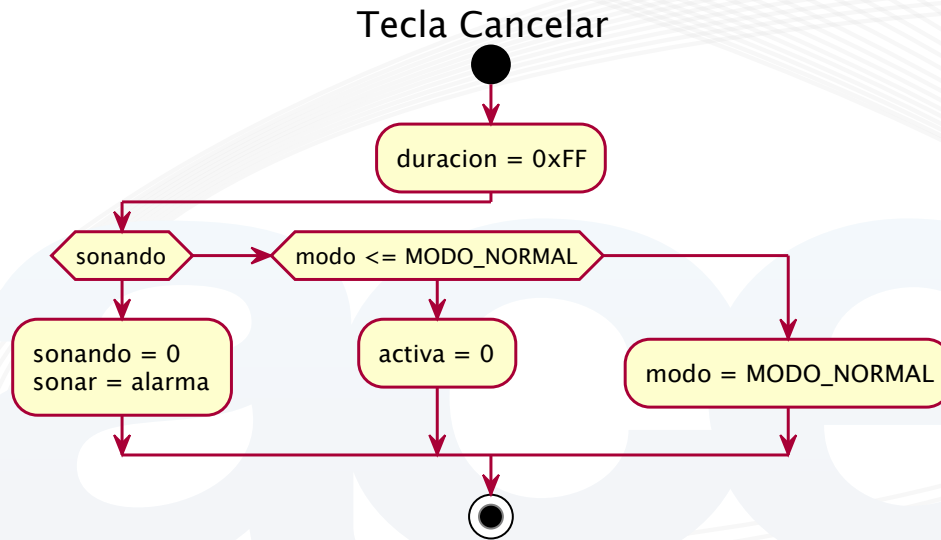 Tecla Cancelar
duracion = 0xFF
sonando
modo <= MODO_NORMAL
sonando = 0
sonar = alarma
activa = 0
modo = MODO_NORMAL